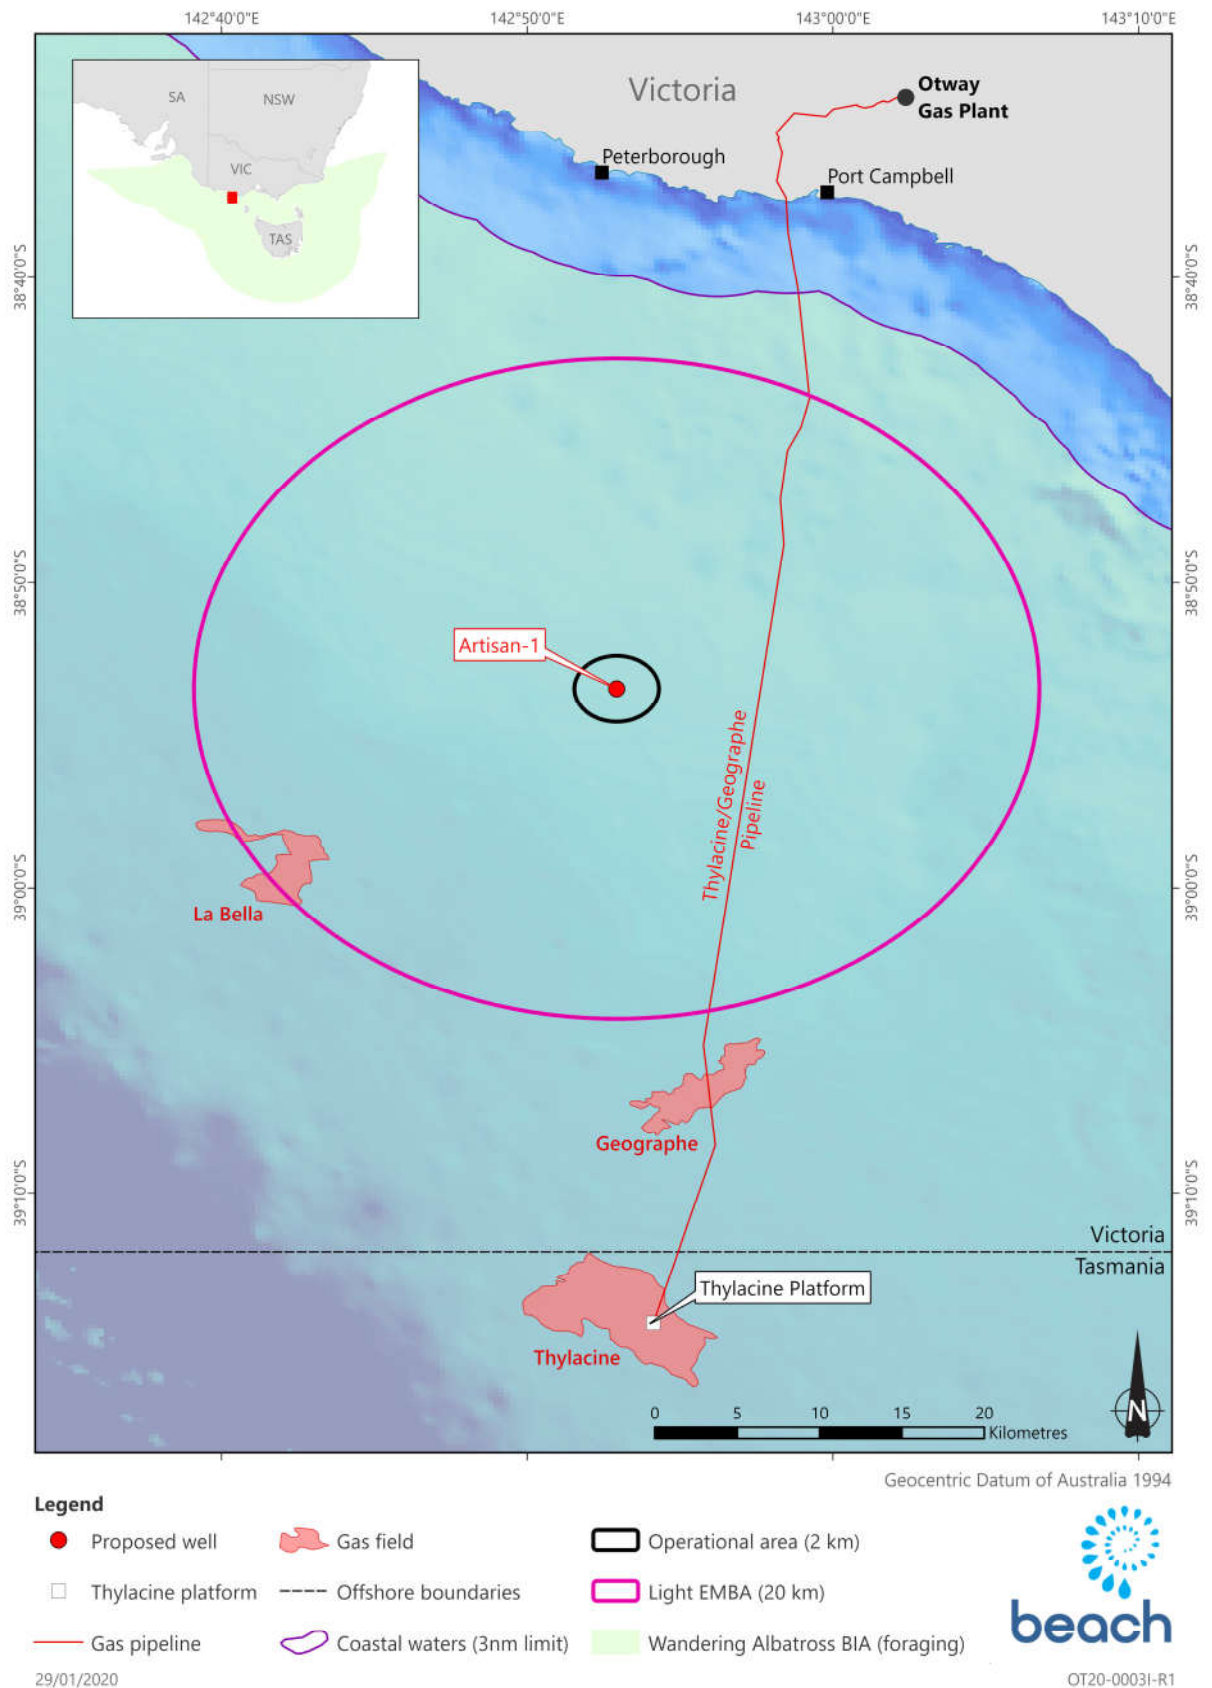 142°40'0"E 142°50'0"E 143°00'0"E 143°10'0"E
Victoria
Otway
Gas Plant
SA NSW
VIC
TAS
Peterborough
Port Campbell
38°40'0"S 38°40'0"S
38°50'0"S 38°50'0"S
Artisan-1
Thylacine/Geographe
Pipeline
39°00'0"S 39°00'0"S
La Bella
Geographe
39°10'0"S 39°10'0"S
Victoria
Tasmania
Thylacine Platform
Thylacine
0 5 10 15 20
Kilometres
N
Geocentric Datum of Australia 1994
Legend
Proposed well Gas field Operational area (2 km)
Thylacine platform Offshore boundaries Light EMBA (20 km)
Gas pipeline Coastal waters (3nm limit) Wandering Albatross BIA (foraging)
beach
29/01/2020 OT20-0003I-R1